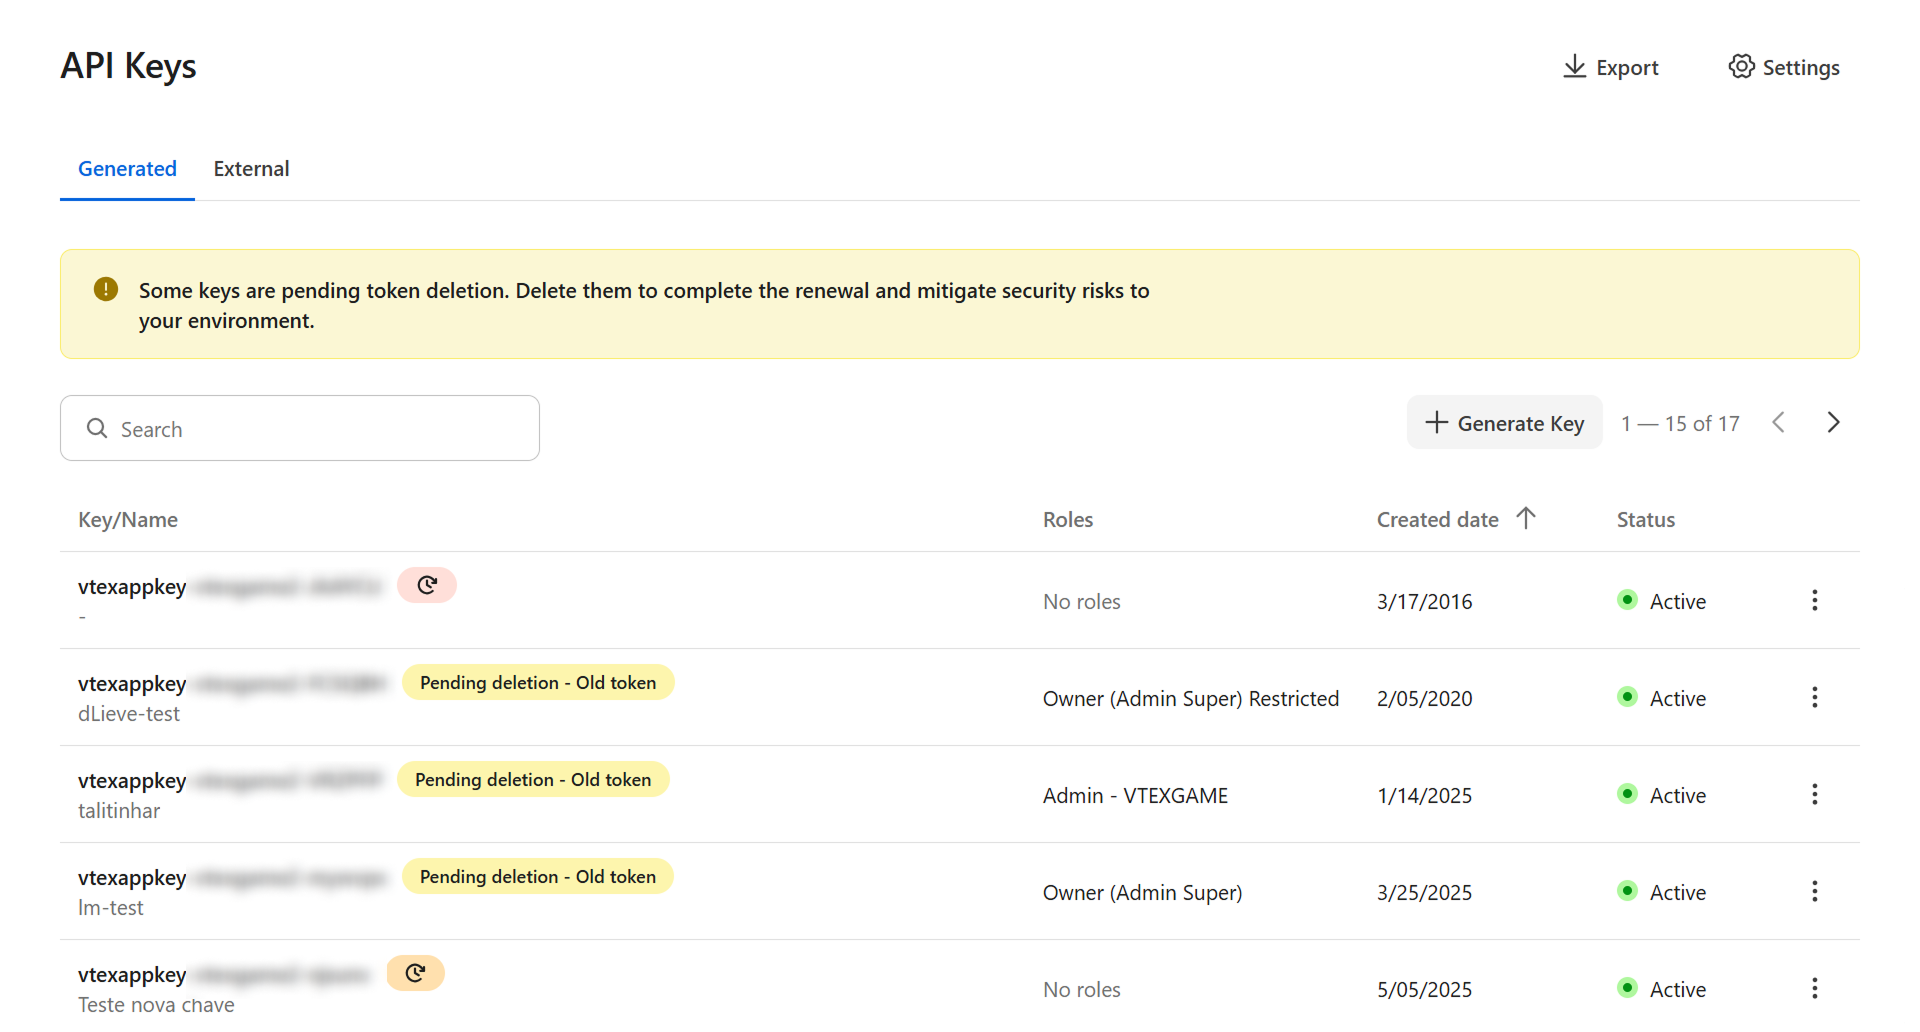 API Keys
Export
Settings
Generated
External
Some keys are pending token deletion. Delete them to complete the renewal and mitigate security risks to
your environment.
Search
Generate Key
1 — 15 of 17
Key/Name
Roles
Created date
Status
vtexappkey
-
No roles
3/17/2016
Active
vtexappkey
Pending deletion - Old token
dLieve-test
Owner (Admin Super) Restricted
2/05/2020
Active
vtexappkey
Pending deletion - Old token
talitinhar
Admin - VTEXGAME
1/14/2025
Active
vtexappkey
Pending deletion - Old token
lm-test
Owner (Admin Super)
3/25/2025
Active
vtexappkey
Teste nova chave
No roles
5/05/2025
Active